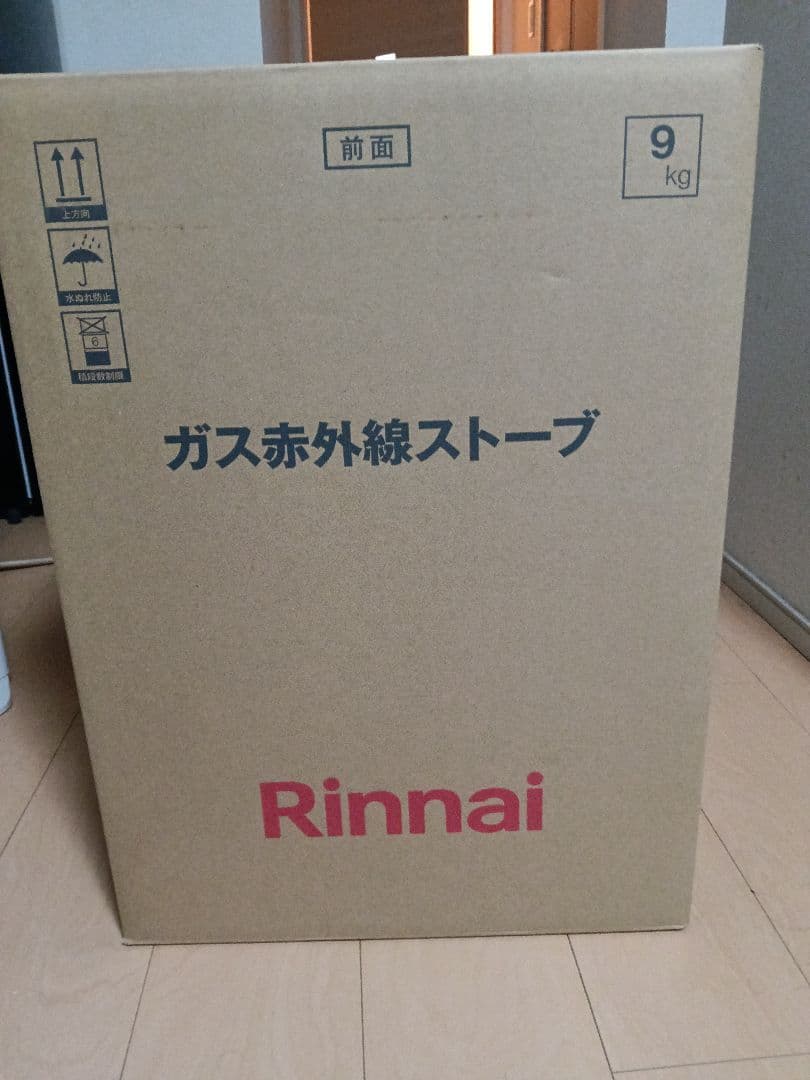 前面
9
kg
上方向
水ぬれ防止
6
積段数制限
ガス赤外線ストーブ
Rinnai